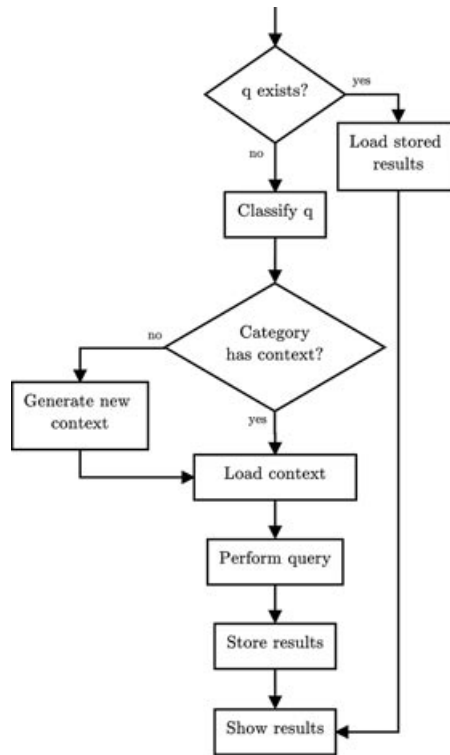 q exists?
yes
Load stored
results
no
Classify q
Category
has context?
no
Generate new
context
yes
Load context
Perform query
Store results
Show results